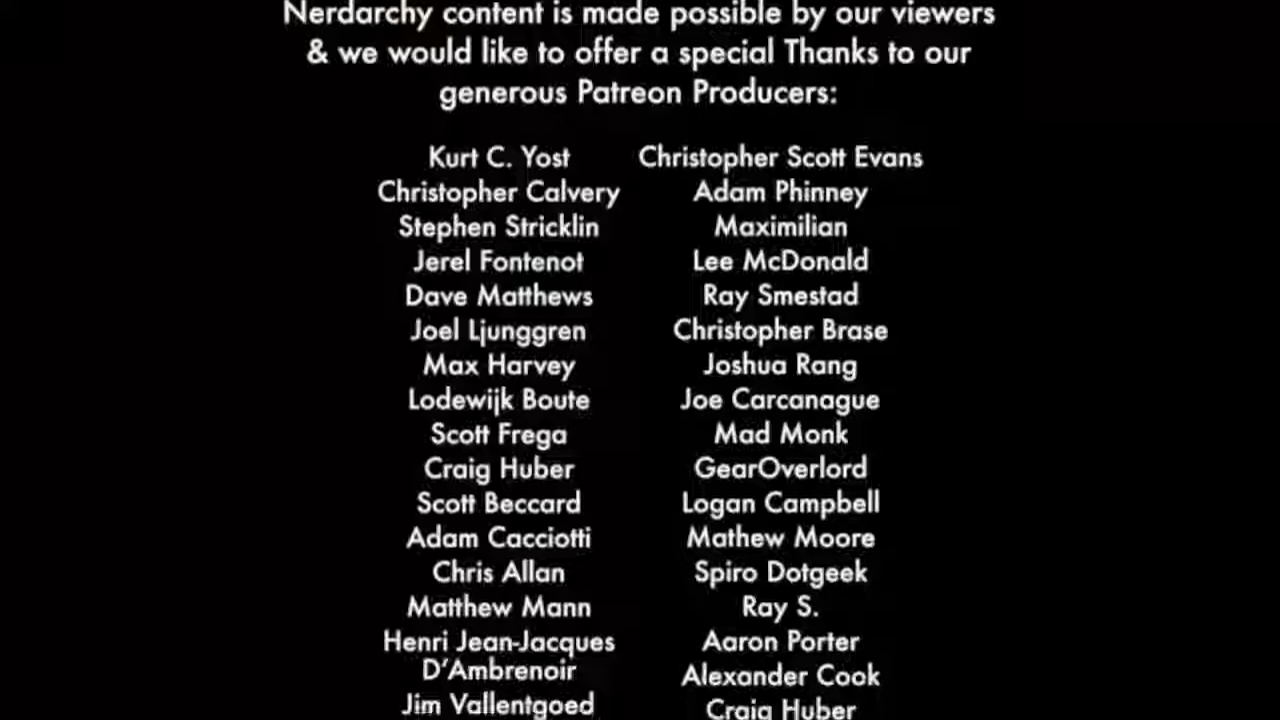 Nerdarchy content is made possible by our viewers
& we would like to offer a special Thanks to our
generous Patreon Producers:
Kurt C. Yost
Christopher Calvery
Stephen Stricklin
Jerel Fontenot
Dave Matthews
Joel Ljunggren
Max Harvey
Lodewijk Boute
Scott Frega
Craig Huber
Scott Beccard
Adam Cacciotti
Chris Allan
Matthew Mann
Henri Jean-Jacques
D'Ambrenoir
Jim Vallentgoed
Christopher Scott Evans
Adam Phinney
Maximilian
Lee McDonald
Ray Smestad
Christopher Brase
Joshua Rang
Joe Carcanague
Mad Monk
GearOverlord
Logan Campbell
Mathew Moore
Spiro Dotgeek
Ray S.
Aaron Porter
Alexander Cook
Craig Huber